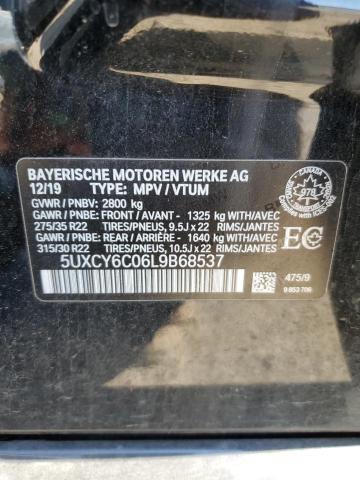 BAYERISCHE MOTOREN WERKE AG
12/19 TYPE: MPV / VTUM
GVWR / PNBV: 2800 kg
GAWR / PNBE: FRONT / AVANT - 1325 kg WITH/AVEC
275/35 R22 TIRES/PNEUS, 9.5J x 22 RIMS/JANTES
GAWR / PNBE: REAR / ARRIÈRE - 1640 kg WITH/AVEC
315/30 R22 TIRES/PNEUS, 10.5J x 22 RIMS/JANTES
5UXCY6C06L9B68537
CANADA
978
EC
475/9
9 853 706